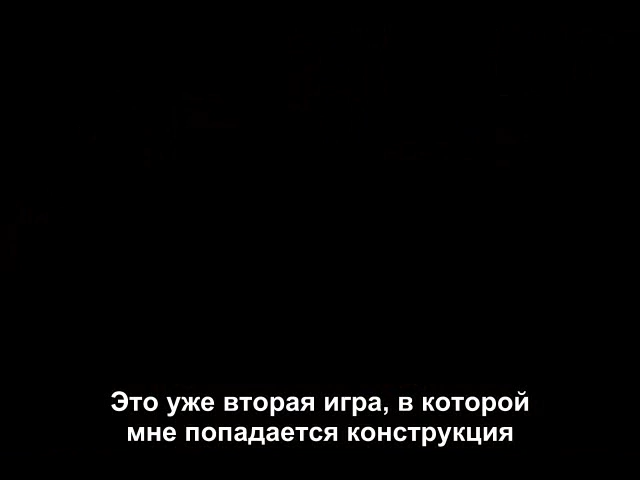 Это уже вторая игра, в которой
мне попадается конструкция